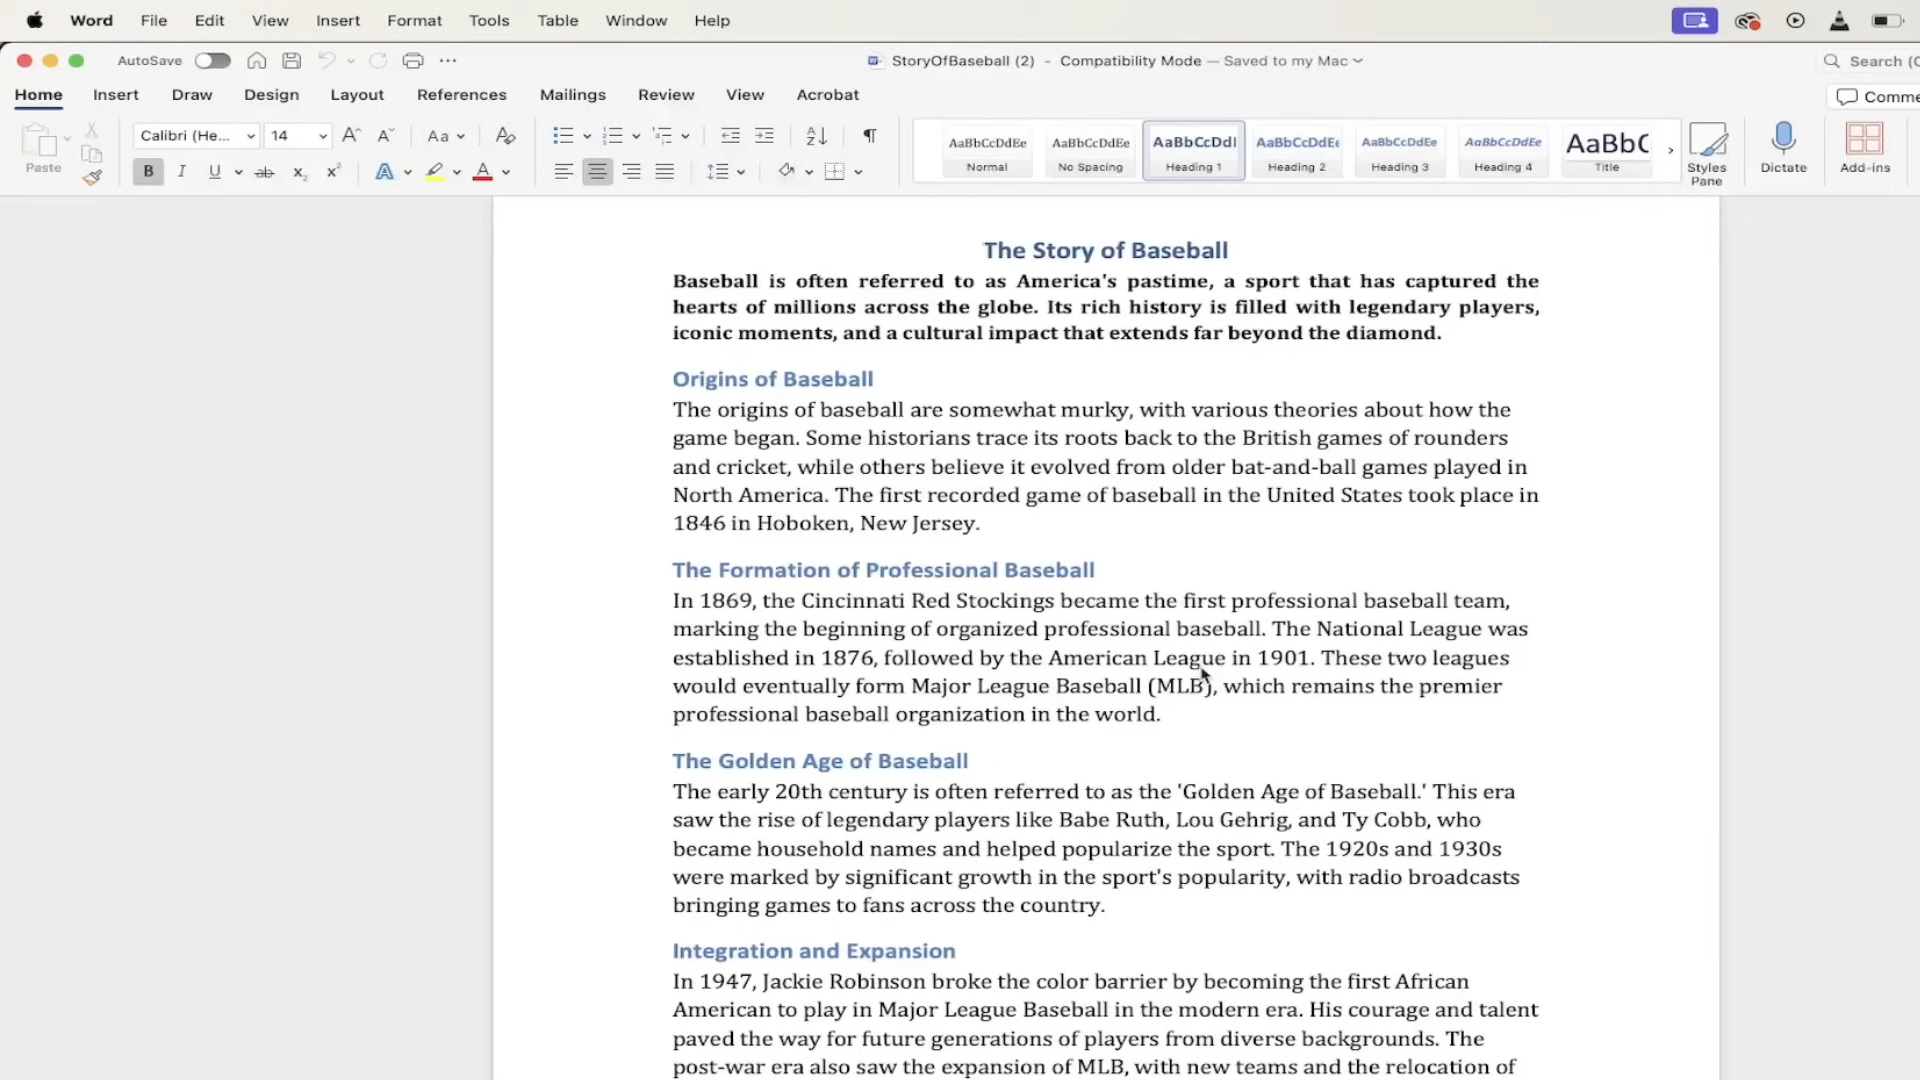 Word File Edit View Insert Format Tools Table Window Help
AutoSave StoryOfBaseball (2) - Compatibility Mode — Saved to my Mac Search (C
Home Insert Draw Design Layout References Mailings Review View Acrobat Comme
Paste Calibri (He... 14 Aa
AaBbCcDdEe AaBbCcDdEe AaBbCcDdI AaBbCcDdEe AaBbCcDdEe AaBbCcDdEe AaBbC
Normal No Spacing Heading 1 Heading 2 Heading 3 Heading 4 Title Styles Pane Dictate Add-ins
The Story of Baseball
Baseball is often referred to as America's pastime, a sport that has captured the
hearts of millions across the globe. Its rich history is filled with legendary players,
iconic moments, and a cultural impact that extends far beyond the diamond.
Origins of Baseball
The origins of baseball are somewhat murky, with various theories about how the
game began. Some historians trace its roots back to the British games of rounders
and cricket, while others believe it evolved from older bat-and-ball games played in
North America. The first recorded game of baseball in the United States took place in
1846 in Hoboken, New Jersey.
The Formation of Professional Baseball
In 1869, the Cincinnati Red Stockings became the first professional baseball team,
marking the beginning of organized professional baseball. The National League was
established in 1876, followed by the American League in 1901. These two leagues
would eventually form Major League Baseball (MLB), which remains the premier
professional baseball organization in the world.
The Golden Age of Baseball
The early 20th century is often referred to as the 'Golden Age of Baseball.' This era
saw the rise of legendary players like Babe Ruth, Lou Gehrig, and Ty Cobb, who
became household names and helped popularize the sport. The 1920s and 1930s
were marked by significant growth in the sport's popularity, with radio broadcasts
bringing games to fans across the country.
Integration and Expansion
In 1947, Jackie Robinson broke the color barrier by becoming the first African
American to play in Major League Baseball in the modern era. His courage and talent
paved the way for future generations of players from diverse backgrounds. The
post-war era also saw the expansion of MLB, with new teams and the relocation of